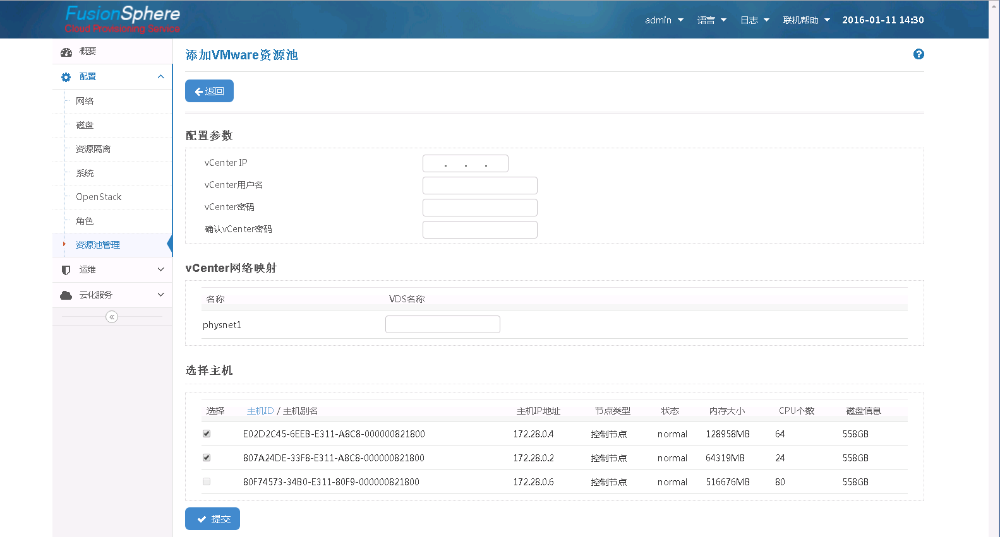 FusionSphere
Cloud Provisioning Service
admin 语言 日志 联机帮助 2016-01-11 14:30
概要
配置
网络
磁盘
资源隔离
系统
OpenStack
角色
资源池管理
运维
云化服务
添加VMware资源池
返回
配置参数
vCenter IP
vCenter用户名
vCenter密码
确认vCenter密码
vCenter网络映射
名称 VDS名称
physnet1
选择主机
选择 主机ID / 主机别名 主机IP地址 节点类型 状态 内存大小 CPU个数 磁盘信息
E02D2C45-6EEB-E311-A8C8-000000821800 172.28.0.4 控制节点 normal 128958MB 64 558GB
807A24DE-33F8-E311-A8C8-000000821800 172.28.0.2 控制节点 normal 64319MB 24 558GB
80F74573-34B0-E311-80F9-000000821800 172.28.0.6 控制节点 normal 516676MB 80 558GB
提交